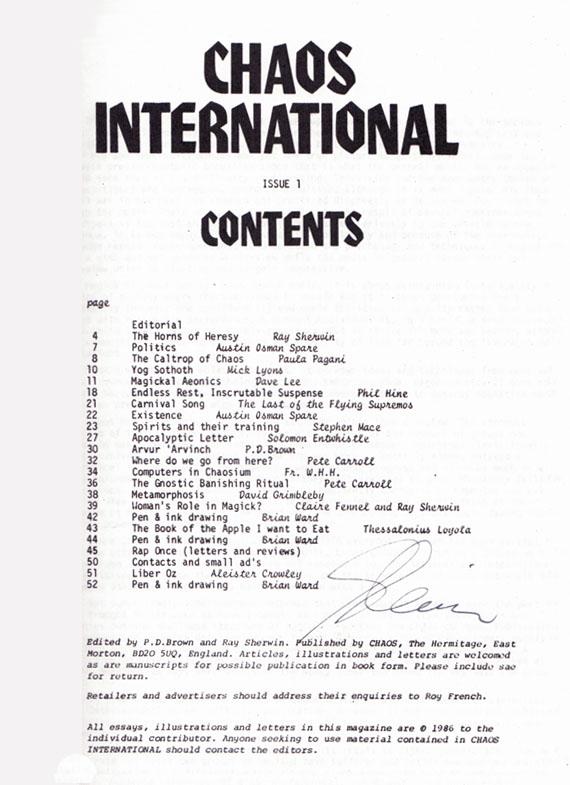 CHAOS
INTERNATIONAL
ISSUE 1
CONTENTS
page
Editorial
4 The Horns of Heresy Ray Sherwin
7 Politics Austin Osman Spare
8 The Caltrop of Chaos Paula Pagani
10 Yog Sothoth Mick Lyons
11 Magickal Aeonics Dave Lee
18 Endless Rest, Inscrutable Suspense Phil Hine
21 Carnival Song The Last of the Flying Supremos
22 Existence Austin Osman Spare
23 Spirits and their training Stephen Mace
27 Apocalyptic Letter Solomon Entwhistle
30 Arvur 'Arvinch P.D.Brown
32 Where do we go from here? Pete Carroll
34 Computers in Chaosium Fr. W.H.H.
36 The Gnostic Banishing Ritual Pete Carroll
38 Metamorphosis David Grimbleby
39 Woman's Role in Magick? Claire Fennel and Ray Sherwin
42 Pen & ink drawing Brian Ward
43 The Book of the Apple I want to Eat Thessalonius Loyola
44 Pen & ink drawing Brian Ward
45 Rap Once (letters and reviews)
50 Contacts and small ad's
51 Liber Oz Aleister Crowley
52 Pen & ink drawing Brian Ward
Edited by P.D.Brown and Ray Sherwin. Published by CHAOS, The Hermitage, East
Morton, BD20 5UQ, England. Articles, illustrations and letters are welcomed
as are manuscripts for possible publication in book form. Please include sae
for return.
Retailers and advertisers should address their enquiries to Roy French.
All essays, illustrations and letters in this magazine are © 1986 to the
individual contributor. Anyone seeking to use material contained in CHAOS
INTERNATIONAL should contact the editors.